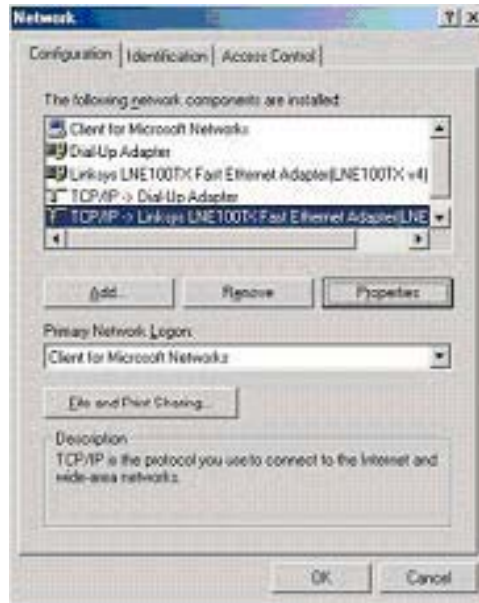 Network
Configuration Identification Access Control
The following network components are installed:
Client for Microsoft Networks
Dial-Up Adapter
Linksys LNE100TX Fast Ethernet Adapter(LNE100TX v4)
TCP/IP -> Dial-Up Adapter
TCP/IP -> Linksys LNE100TX Fast Ethernet Adapter(LNE
Add... Remove Properties
Primary Network Logon:
Client for Microsoft Networks
File and Print Sharing...
Description
TCP/IP is the protocol you use to connect to the Internet and
wide-area networks.
OK Cancel